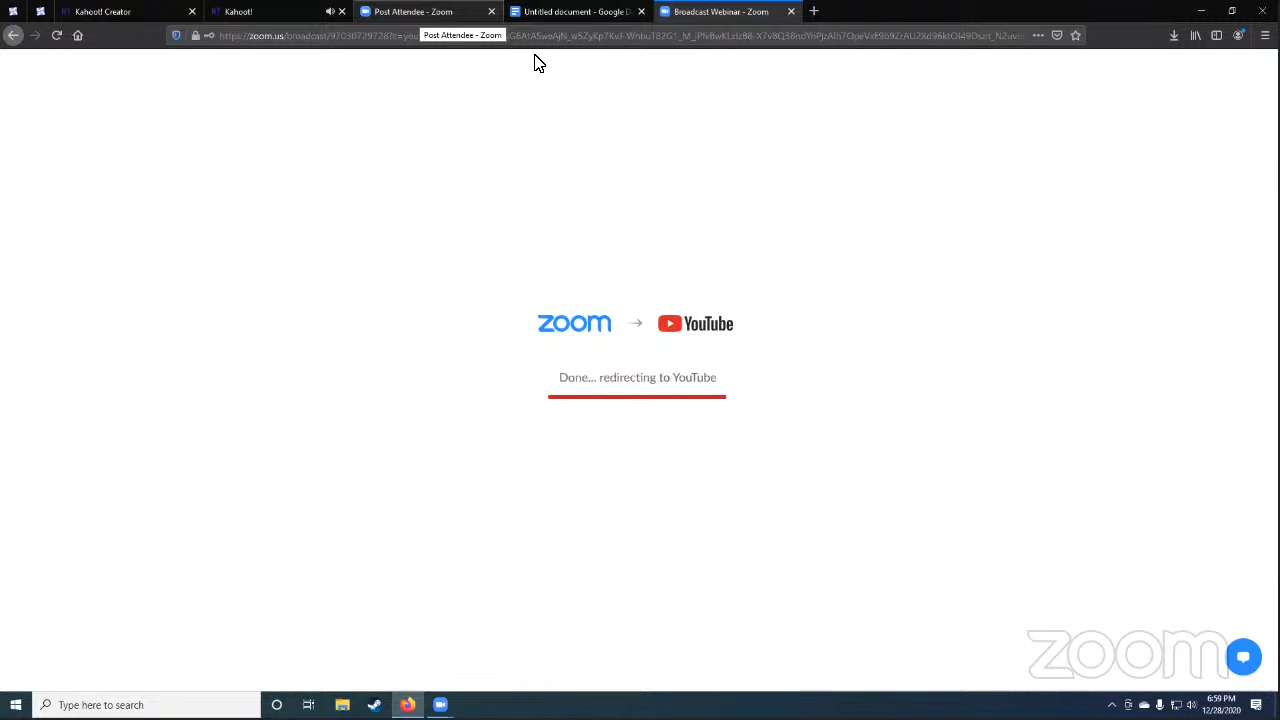 Kahoot! Creator
Kahoot!
Post Attendee - Zoom
Untitled document - Google D
Broadcast Webinar - Zoom
Post Attendee - Zoom
zoom → YouTube
Done... redirecting to YouTube
zoom
Type here to search
6:59 PM
12/28/2020